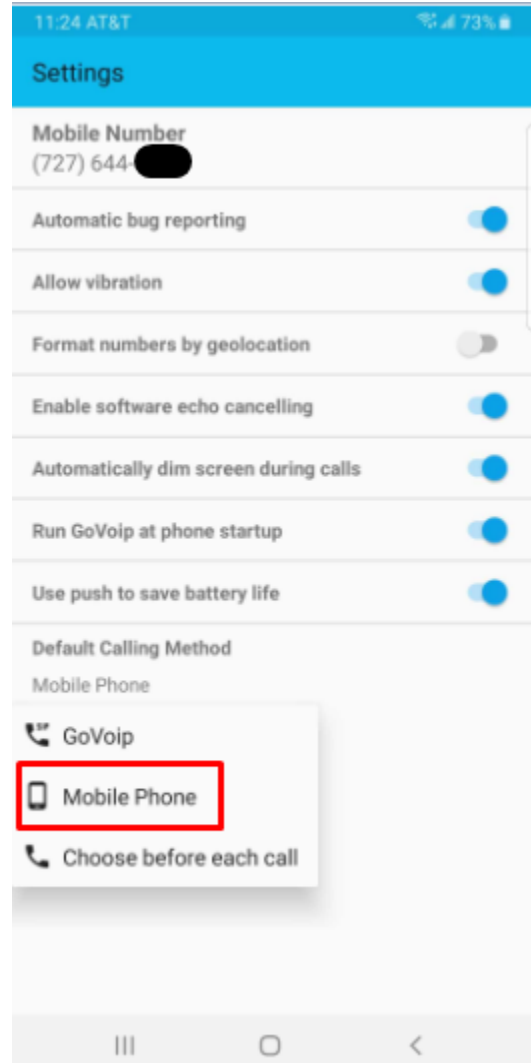 11:24 AT&T 73%
Settings
Mobile Number
(727) 644-
Automatic bug reporting
Allow vibration
Format numbers by geolocation
Enable software echo cancelling
Automatically dim screen during calls
Run GoVoip at phone startup
Use push to save battery life
Default Calling Method
Mobile Phone
GoVoip
Mobile Phone
Choose before each call